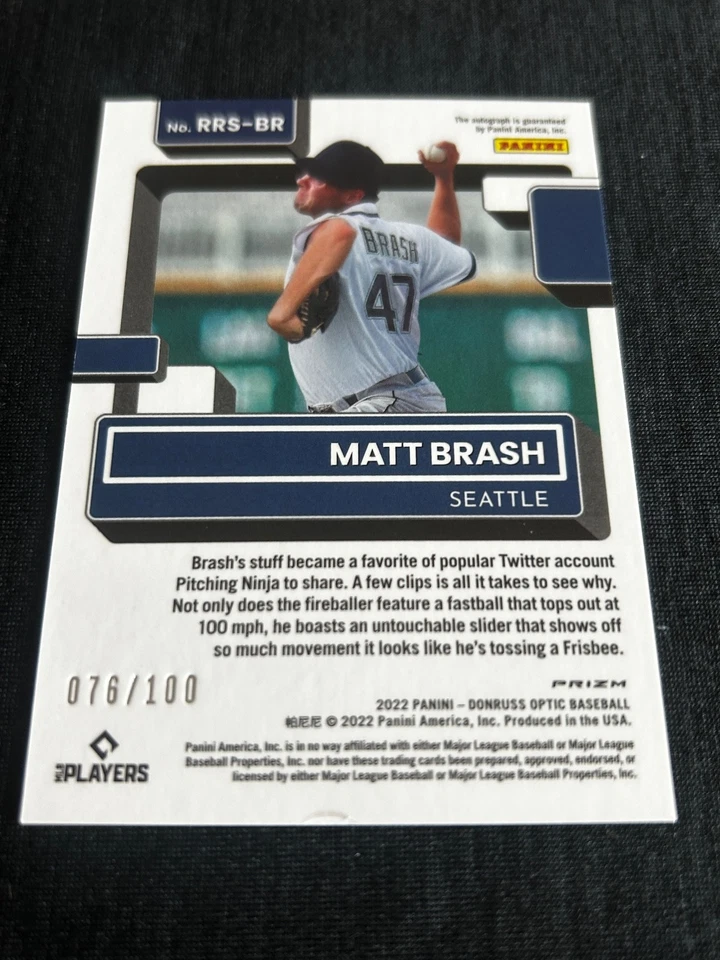 No. RRS-BR
The autograph is guaranteed
by Panini America, Inc.
PANINI
BRASH
47
MATT BRASH
SEATTLE
Brash's stuff became a favorite of popular Twitter account
Pitching Ninja to share. A few clips is all it takes to see why.
Not only does the fireballer feature a fastball that tops out at
100 mph, he boasts an untouchable slider that shows off
so much movement it looks like he's tossing a Frisbee.
076/100
PRIZM
2022 PANINI – DONRUSS OPTIC BASEBALL
帕尼尼 © 2022 Panini America, Inc. Produced in the USA.
MLB PLAYERS
Panini America, Inc. is in no way affiliated with either Major League Baseball or Major League
Baseball Properties, Inc. nor have these trading cards been prepared, approved, endorsed, or
licensed by either Major League Baseball or Major League Baseball Properties, Inc.